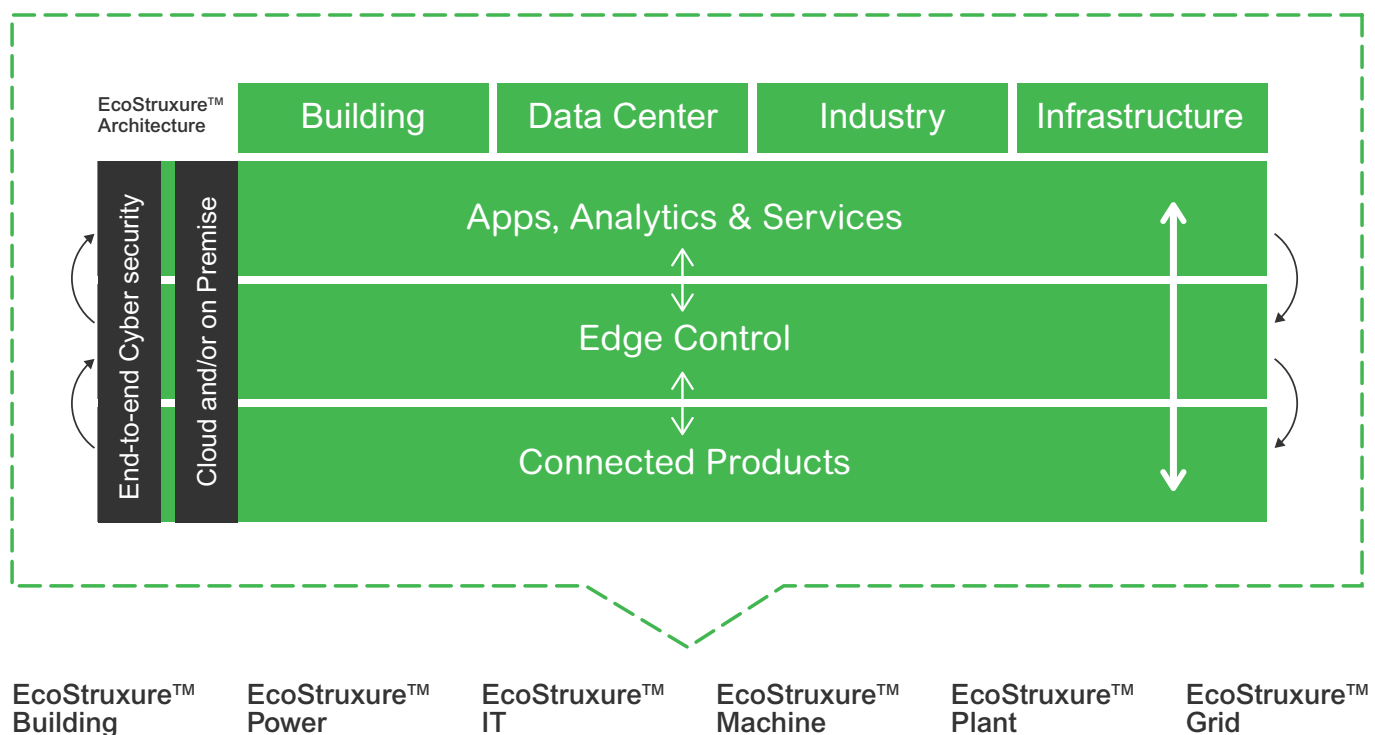 EcoStruxure™
Architecture
Building
Data Center
Industry
Infrastructure
End-to-end Cyber security
Cloud and/or on Premise
Apps, Analytics & Services
Edge Control
Connected Products
EcoStruxure™
Building
EcoStruxure™
Power
EcoStruxure™
IT
EcoStruxure™
Machine
EcoStruxure™
Plant
EcoStruxure™
Grid